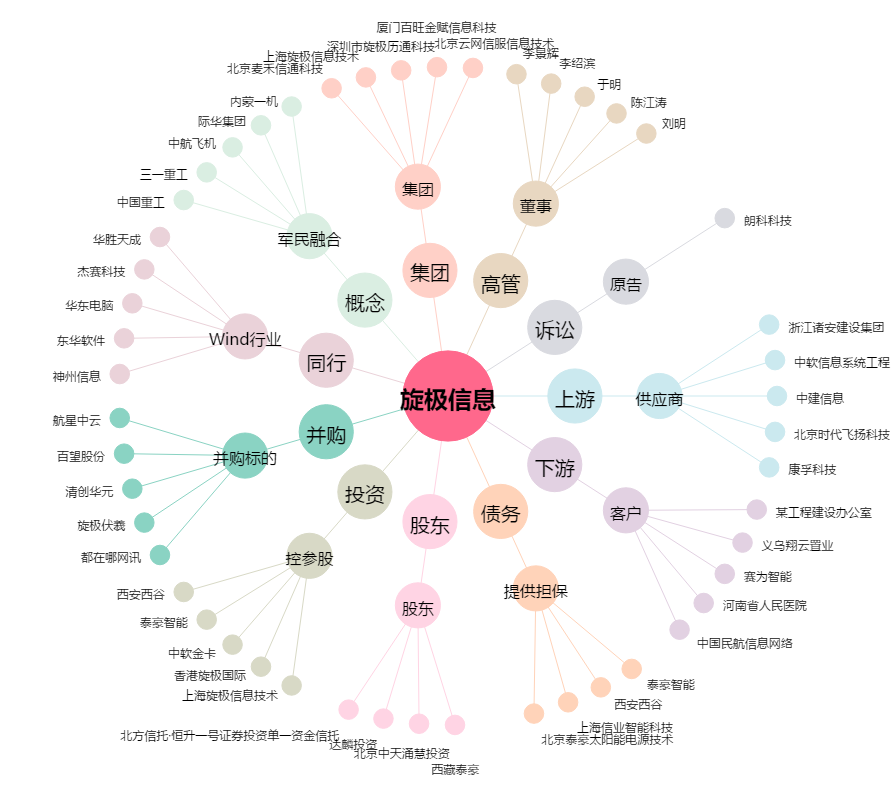 旋极信息
集团
集团
厦门百旺金赋信息科技
深圳市旋极历通科技
北京云网信服信息技术
上海旋极信息技术
北京麦禾信通科技
高管
董事
李景辉
李绍滨
于明
陈江涛
刘明
诉讼
原告
朗科科技
上游
供应商
浙江诸安建设集团
中软信息系统工程
中建信息
北京时代飞扬科技
康孚科技
下游
客户
某工程建设办公室
义乌翔云置业
赛为智能
河南省人民医院
中国民航信息网络
债务
提供担保
泰豪智能
西安西谷
上海信业智能科技
北京泰豪太阳能电源技术
股东
股东
北方信托·恒升一号证券投资单一资金信托
达麟投资
北京中天涌慧投资
西藏泰豪
投资
控参股
西安西谷
泰豪智能
中软金卡
香港旋极国际
上海旋极信息技术
并购
并购标的
航星中云
百望股份
清创华元
旋极伏羲
都在哪网讯
同行
Wind行业
华胜天成
杰赛科技
华东电脑
东华软件
神州信息
概念
军民融合
内蒙一机
际华集团
中航飞机
三一重工
中国重工